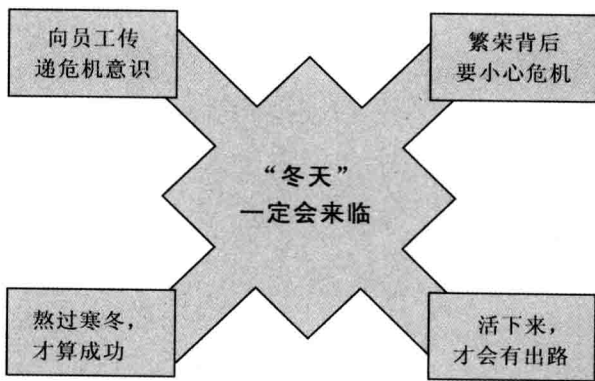 向员工传
递危机意识
繁荣背后
要小心危机
“冬天”
一定会来临
熬过寒冬，
才算成功
活下来，
才会有出路